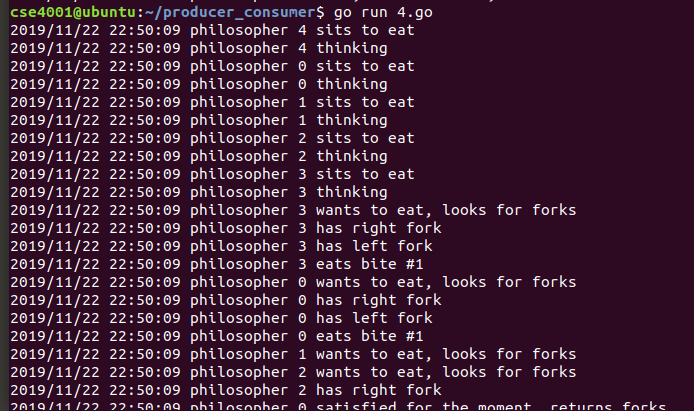 cse4001@ubuntu:~/producer_consumer$ go run 4.go
2019/11/22 22:50:09 philosopher 4 sits to eat
2019/11/22 22:50:09 philosopher 4 thinking
2019/11/22 22:50:09 philosopher 0 sits to eat
2019/11/22 22:50:09 philosopher 0 thinking
2019/11/22 22:50:09 philosopher 1 sits to eat
2019/11/22 22:50:09 philosopher 1 thinking
2019/11/22 22:50:09 philosopher 2 sits to eat
2019/11/22 22:50:09 philosopher 2 thinking
2019/11/22 22:50:09 philosopher 3 sits to eat
2019/11/22 22:50:09 philosopher 3 thinking
2019/11/22 22:50:09 philosopher 3 wants to eat, looks for forks
2019/11/22 22:50:09 philosopher 3 has right fork
2019/11/22 22:50:09 philosopher 3 has left fork
2019/11/22 22:50:09 philosopher 3 eats bite #1
2019/11/22 22:50:09 philosopher 0 wants to eat, looks for forks
2019/11/22 22:50:09 philosopher 0 has right fork
2019/11/22 22:50:09 philosopher 0 has left fork
2019/11/22 22:50:09 philosopher 0 eats bite #1
2019/11/22 22:50:09 philosopher 1 wants to eat, looks for forks
2019/11/22 22:50:09 philosopher 2 wants to eat, looks for forks
2019/11/22 22:50:09 philosopher 2 has right fork
2019/11/22 22:50:09 philosopher 0 satisfied for the moment, returns forks